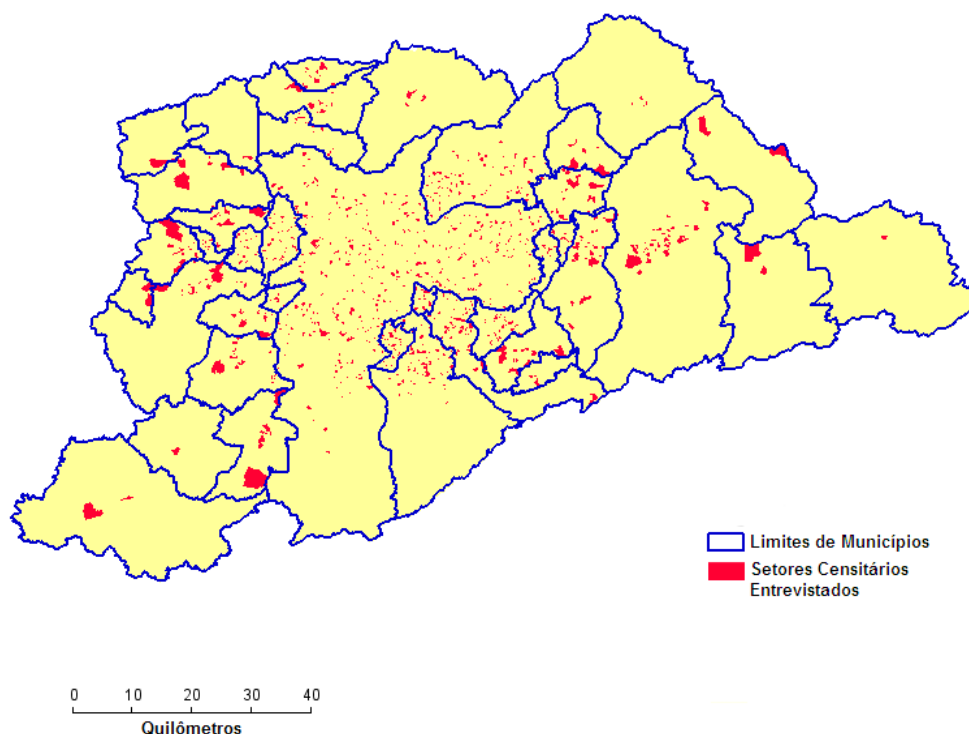 Limites de Municípios
Setores Censitários
Entrevistados
0 10 20 30 40
Quilômetros